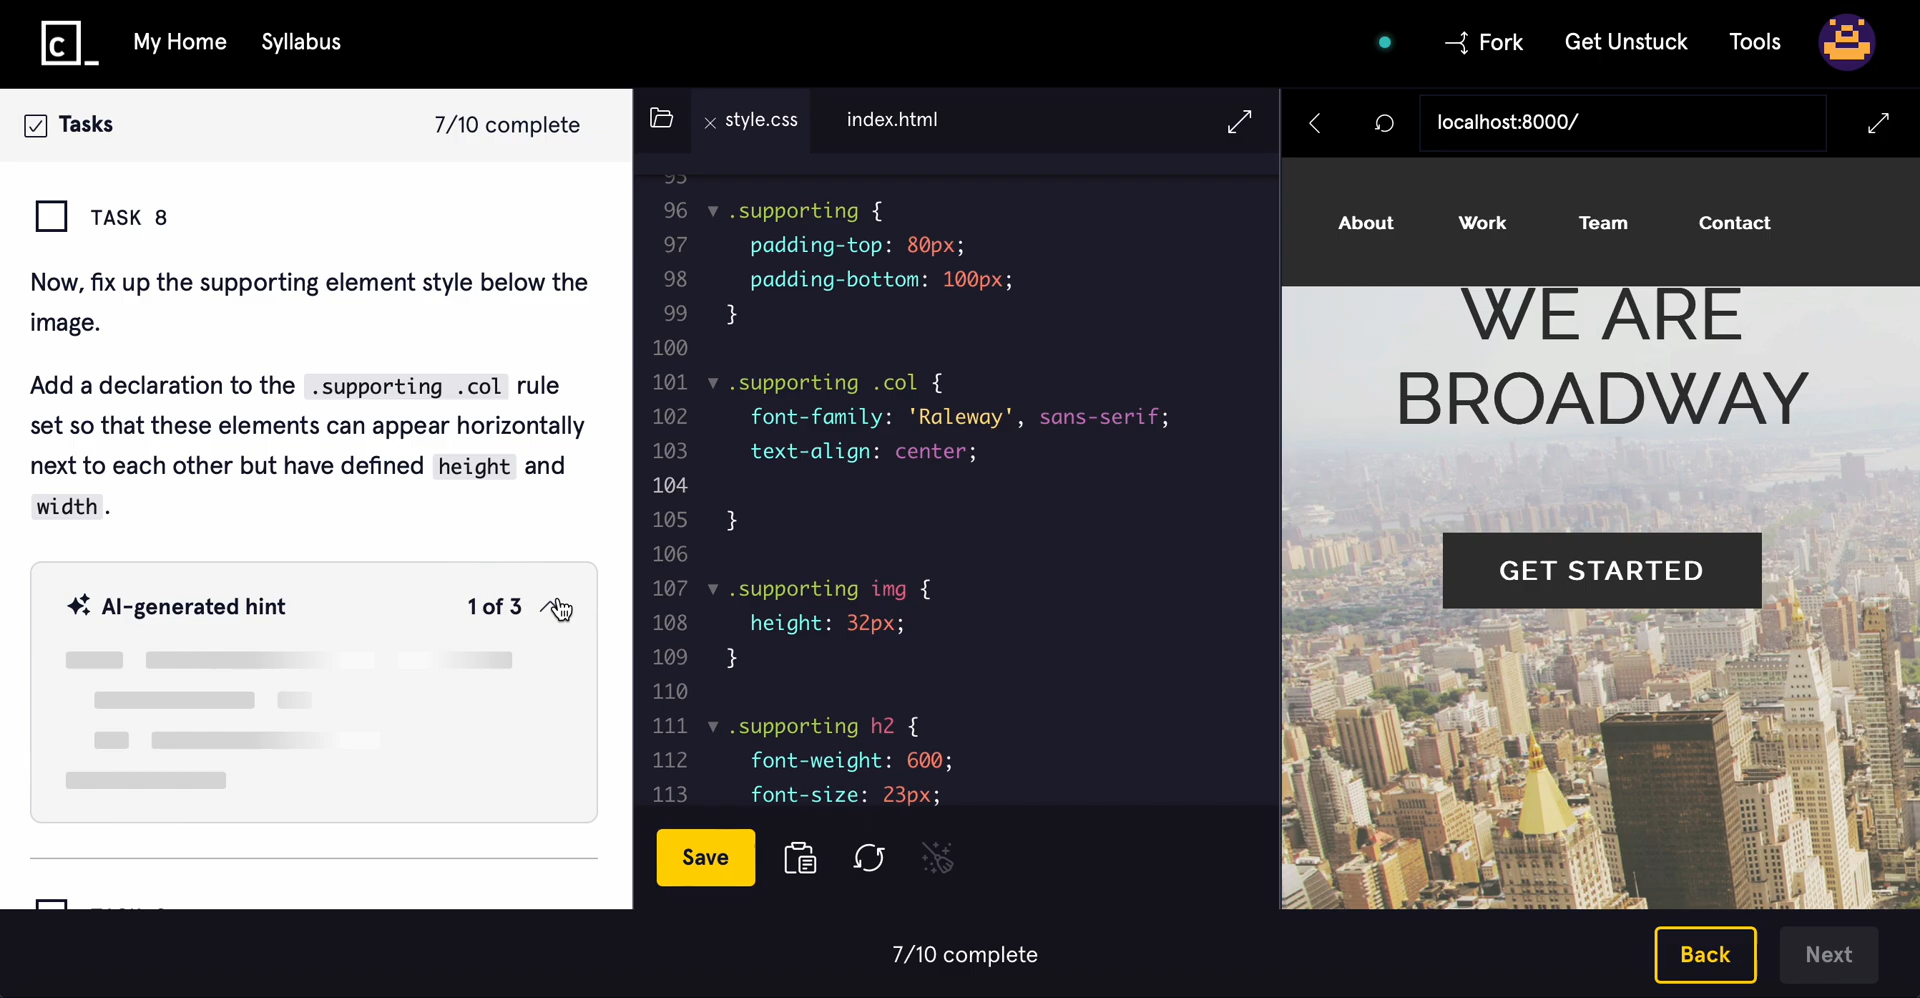 c_
My Home
Syllabus
Fork
Get Unstuck
Tools
Tasks
7/10 complete
TASK 8
Now, fix up the supporting element style below the
image.
Add a declaration to the .supporting .col rule
set so that these elements can appear horizontally
next to each other but have defined height and
width.
AI-generated hint
1 of 3
style.css
index.html
95
96 .supporting {
97 padding-top: 80px;
98 padding-bottom: 100px;
99 }
100
101 .supporting .col {
102 font-family: 'Raleway', sans-serif;
103 text-align: center;
104
105 }
106
107 .supporting img {
108 height: 32px;
109 }
110
111 .supporting h2 {
112 font-weight: 600;
113 font-size: 23px;
Save
localhost:8000/
About
Work
Team
Contact
WE ARE
BROADWAY
GET STARTED
7/10 complete
Back
Next